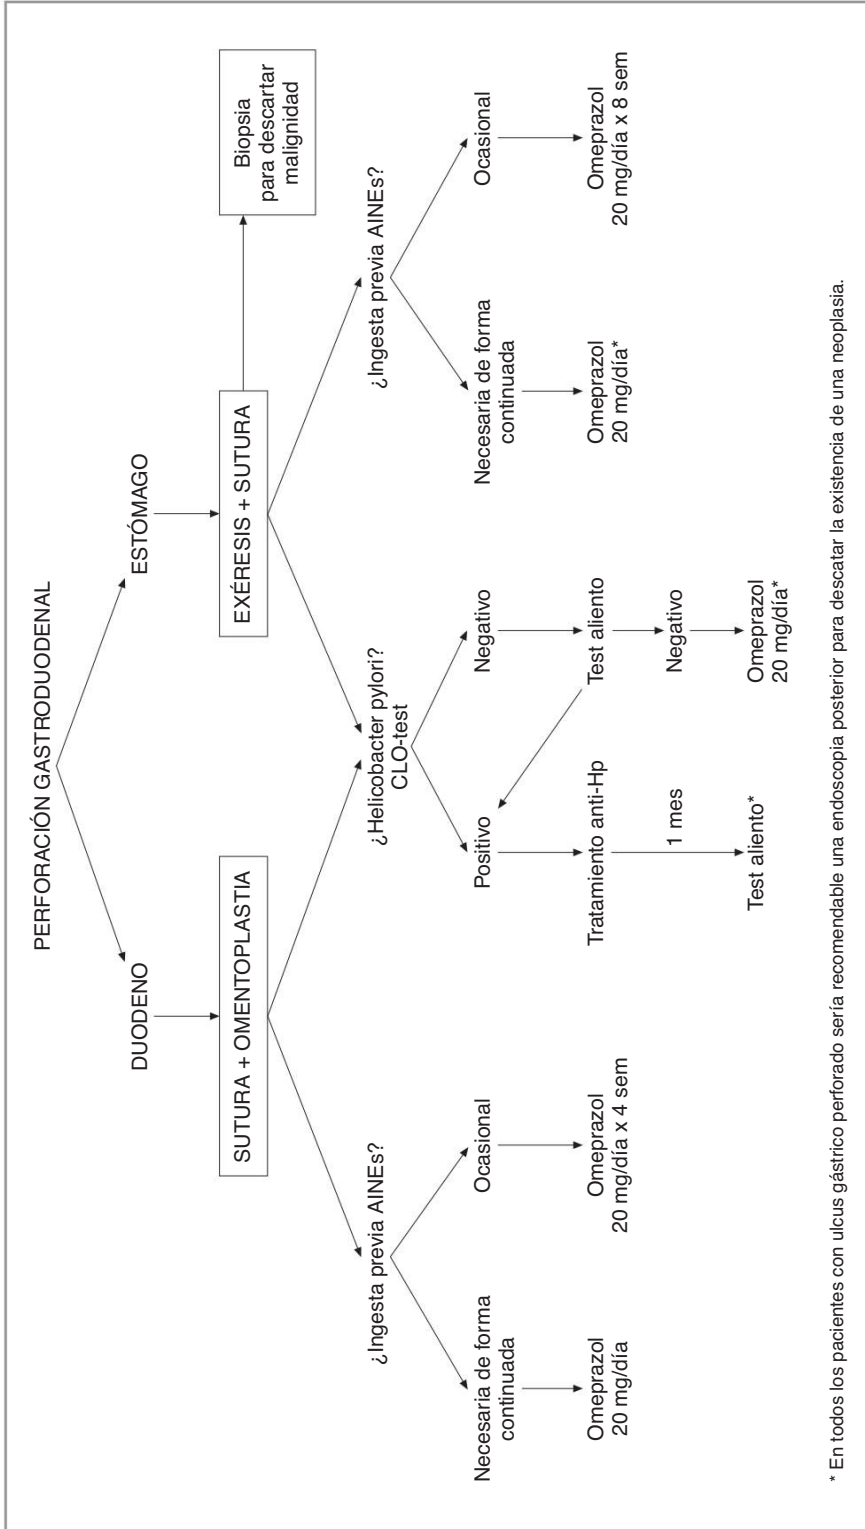 PERFORACIÓN GASTRODUODENAL
DUODENO
ESTÓMAGO
SUTURA + OMENTOPLASTIA
EXÉRESIS + SUTURA
Biopsia
para descartar
malignidad
¿Ingesta previa AINEs?
¿Helicobacter pylori?
CLO-test
¿Ingesta previa AINEs?
Necesaria de forma
continuada
Ocasional
Positivo
Negativo
Necesaria de forma
continuada
Ocasional
Omeprazol
20 mg/día
Omeprazol
20 mg/día x 4 sem
Tratamiento anti-Hp
Test aliento
Omeprazol
20 mg/día*
Omeprazol
20 mg/día x 8 sem
1 mes
Negativo
Test aliento*
Omeprazol
20 mg/día*
* En todos los pacientes con ulcus gástrico perforado sería recomendable una endoscopia posterior para descatar la existencia de una neoplasia.